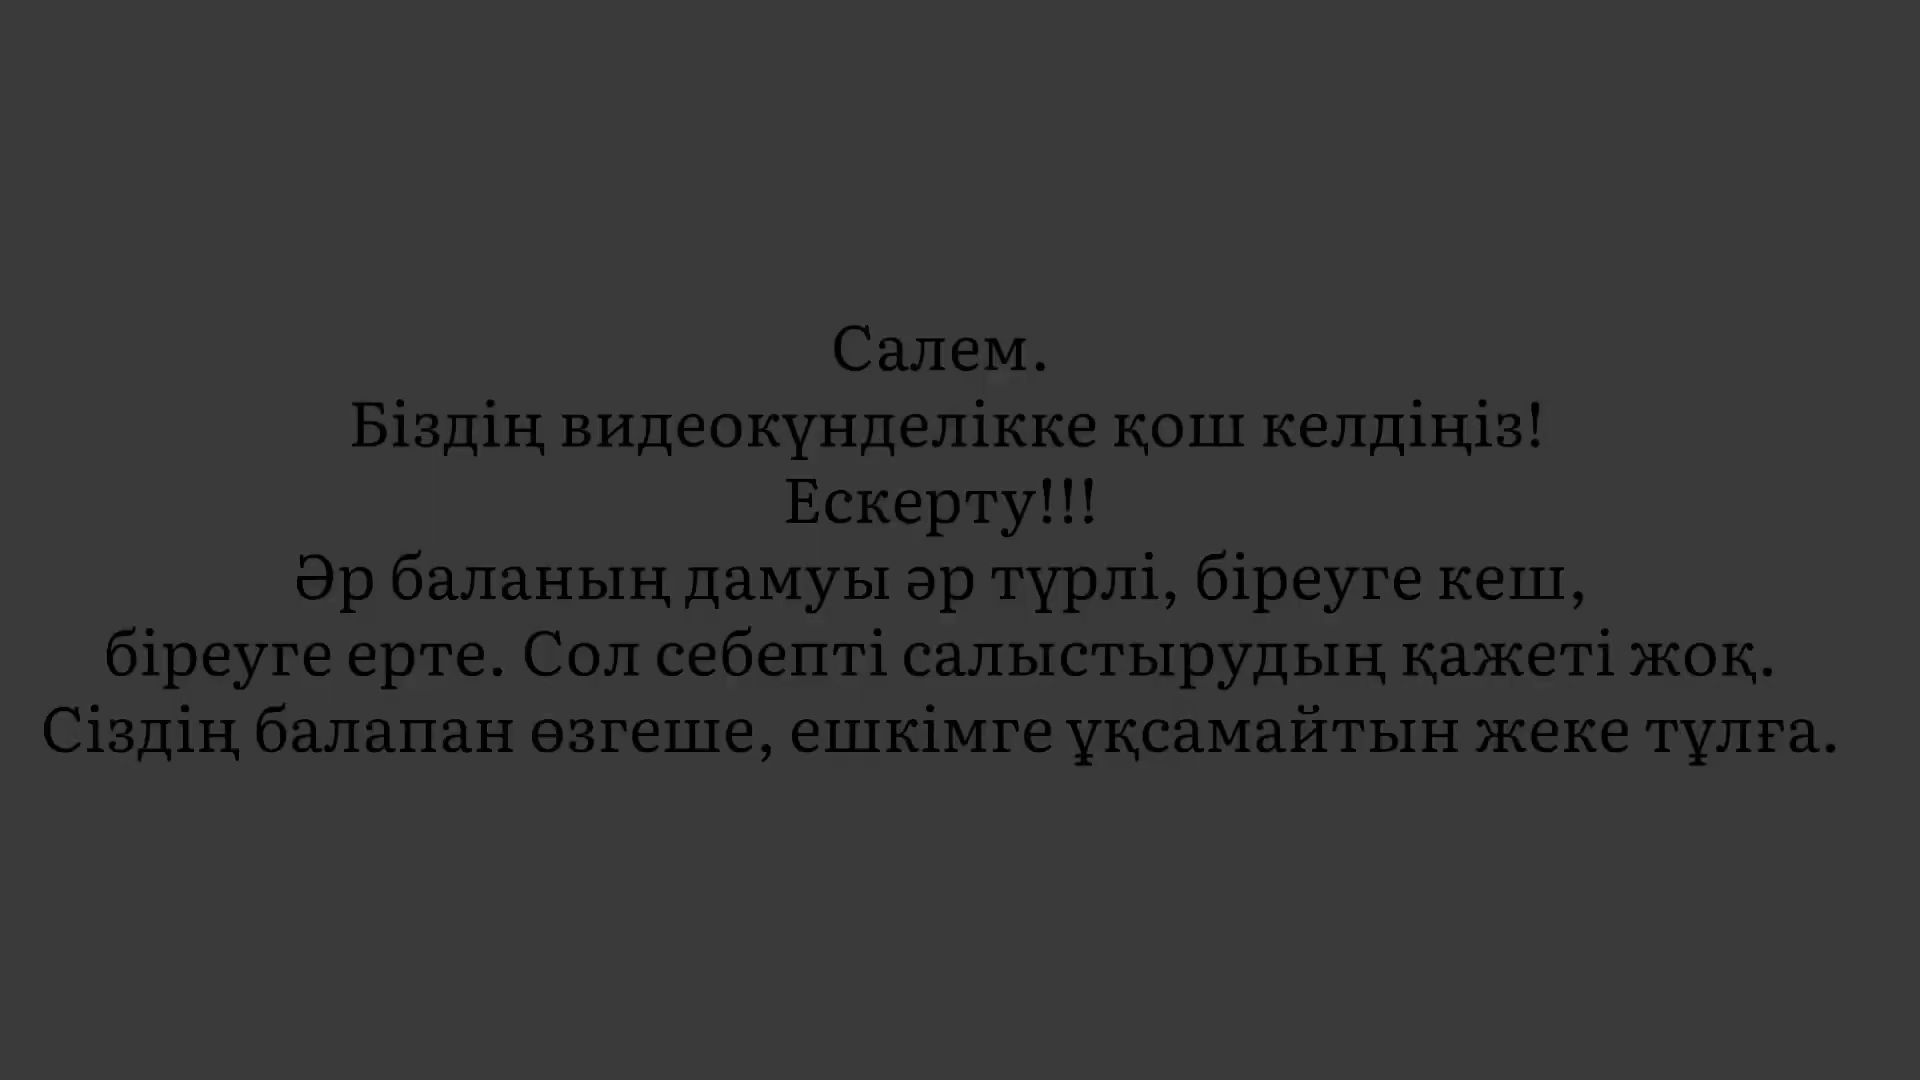 Салем.
Біздің видеокүнделікке қош келдіңіз!
Ескерту!!!
Әр баланың дамуы әр түрлі, біреуге кеш,
біреуге ерте. Сол себепті салыстырудың қажеті жоқ.
Сіздің балапан өзгеше, ешкімге ұқсамайтын жеке тұлға.